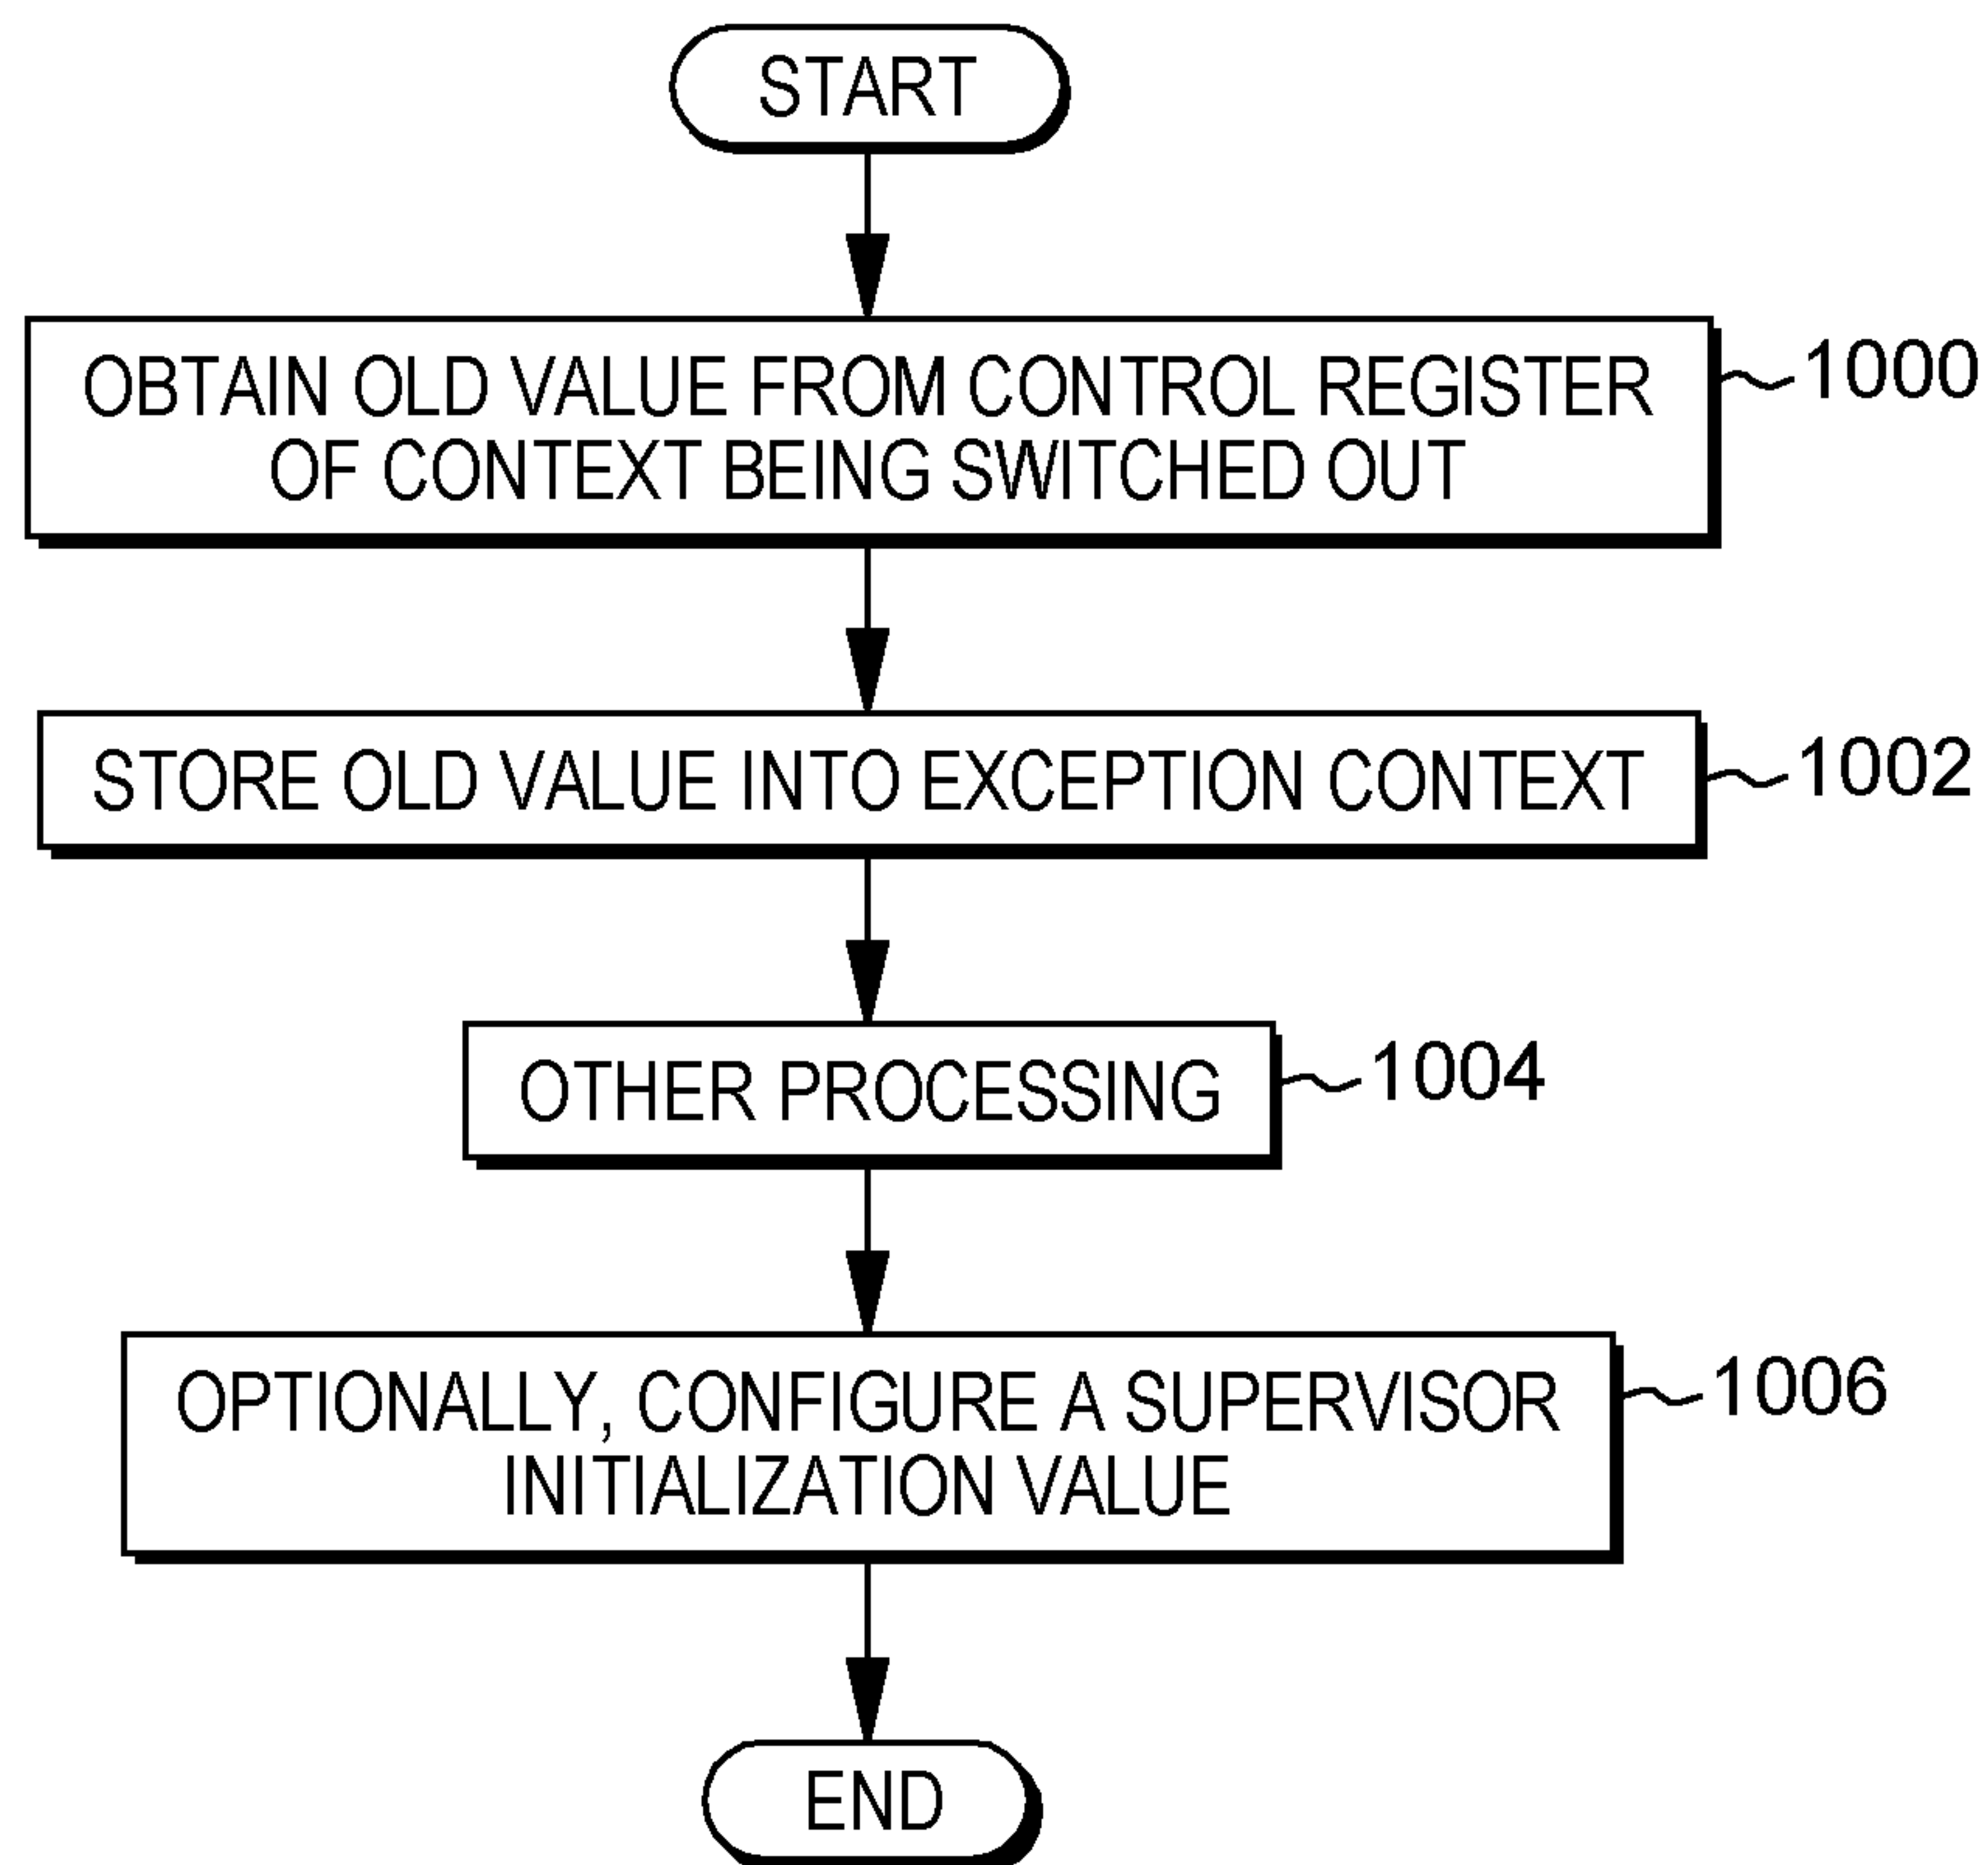 START
OBTAIN OLD VALUE FROM CONTROL REGISTER
OF CONTEXT BEING SWITCHED OUT
1000
STORE OLD VALUE INTO EXCEPTION CONTEXT
1002
OTHER PROCESSING
1004
OPTIONALLY, CONFIGURE A SUPERVISOR
INITIALIZATION VALUE
1006
END